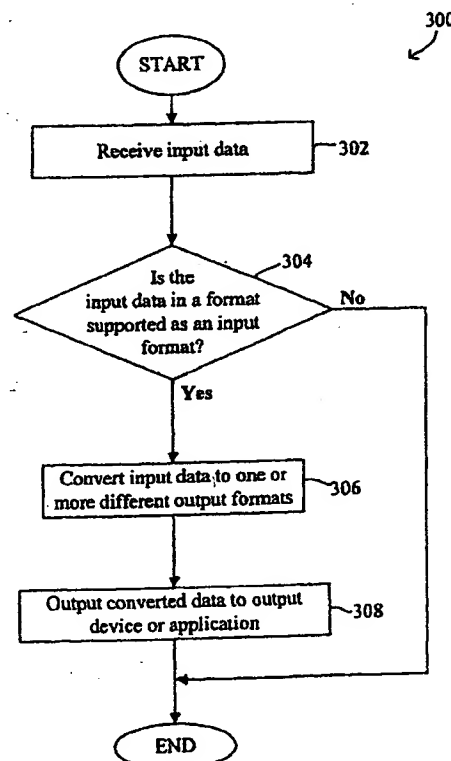 300
START
Receive input data
302
304
Is the
input data in a format
supported as an input
format?
No
Yes
Convert input data to one or
more different output formats
306
Output converted data to output
device or application
308
END